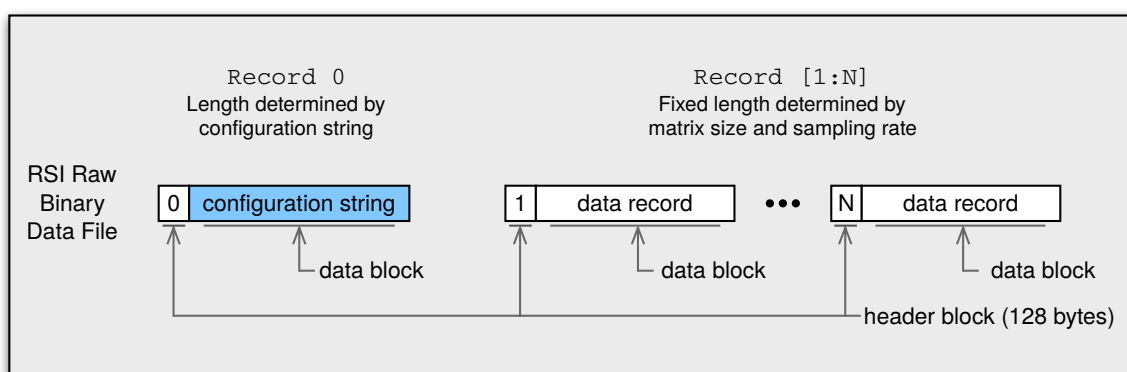 Record 0
Length determined by
configuration string
Record [1:N]
Fixed length determined by
matrix size and sampling rate
RSI Raw
Binary
Data File
0 configuration string
1 data record
•••
N data record
data block
data block
data block
header block (128 bytes)